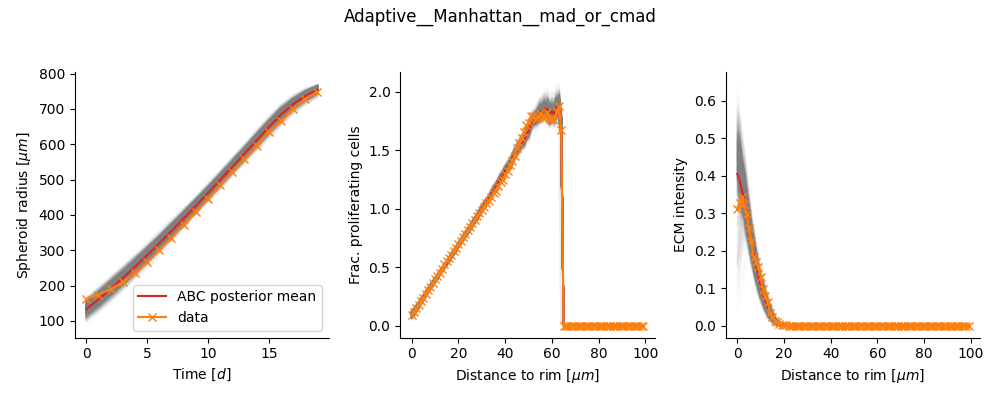 Adaptive__Manhattan__mad_or_cmad
Spheroid radius [μm]
800
700
600
500
400
300
200
100
ABC posterior mean
data
0 5 10 15
Time [d]
Frac. proliferating cells
2.0
1.5
1.0
0.5
0.0
0 20 40 60 80 100
Distance to rim [μm]
ECM intensity
0.6
0.5
0.4
0.3
0.2
0.1
0.0
0 20 40 60 80 100
Distance to rim [μm]